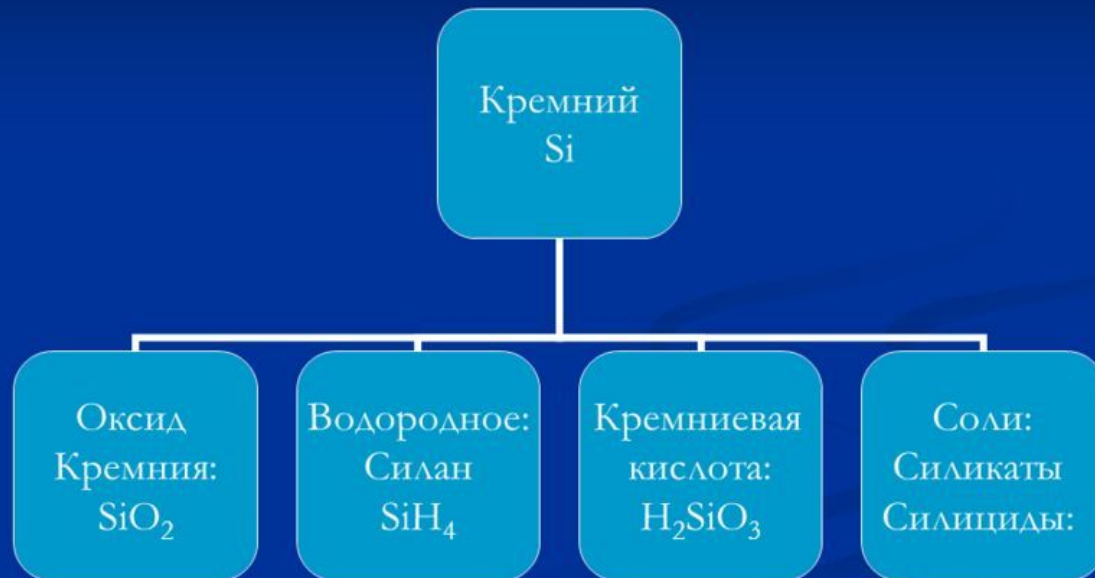 Кремний
Si
Оксид
Кремния:
SiO₂
Водородное:
Силан
SiH₄
Кремниевая
кислота:
H₂SiO₃
Соли:
Силикаты
Силициды: